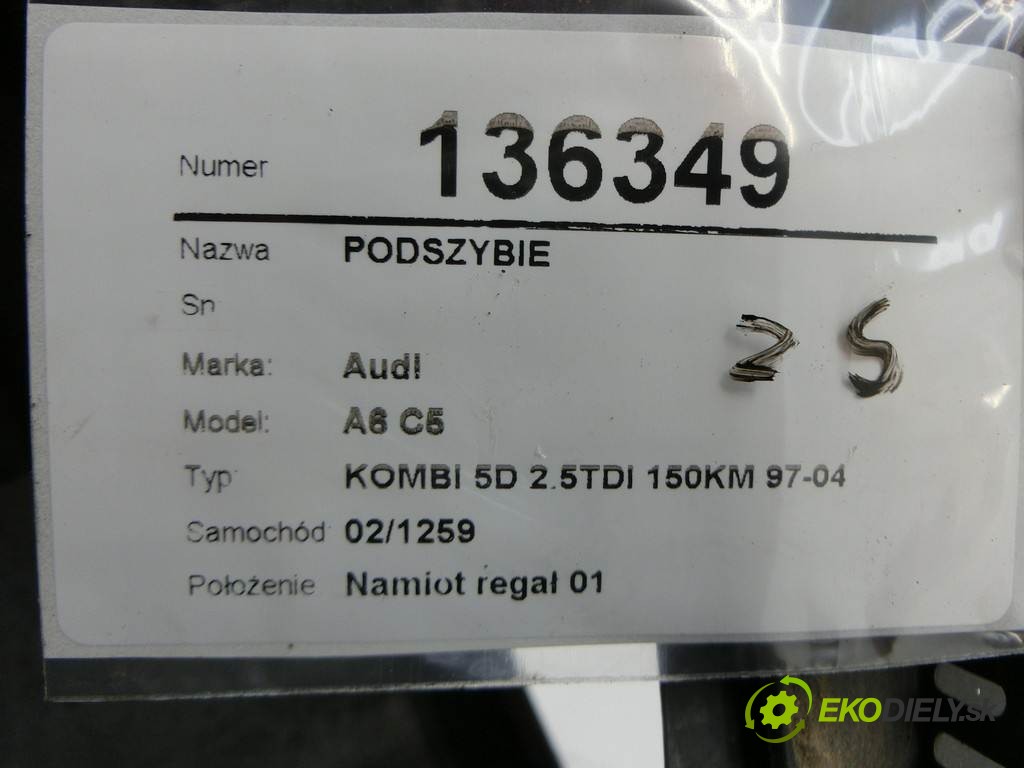 Numer 136349
Nazwa PODSZYBIE
Sn
25
Marka: Audi
Model: A6 C5
Typ KOMBI 5D 2.5TDI 150KM 97-04
Samochód 02/1259
Położenie Namiot regał 01
EKODIELY.SK